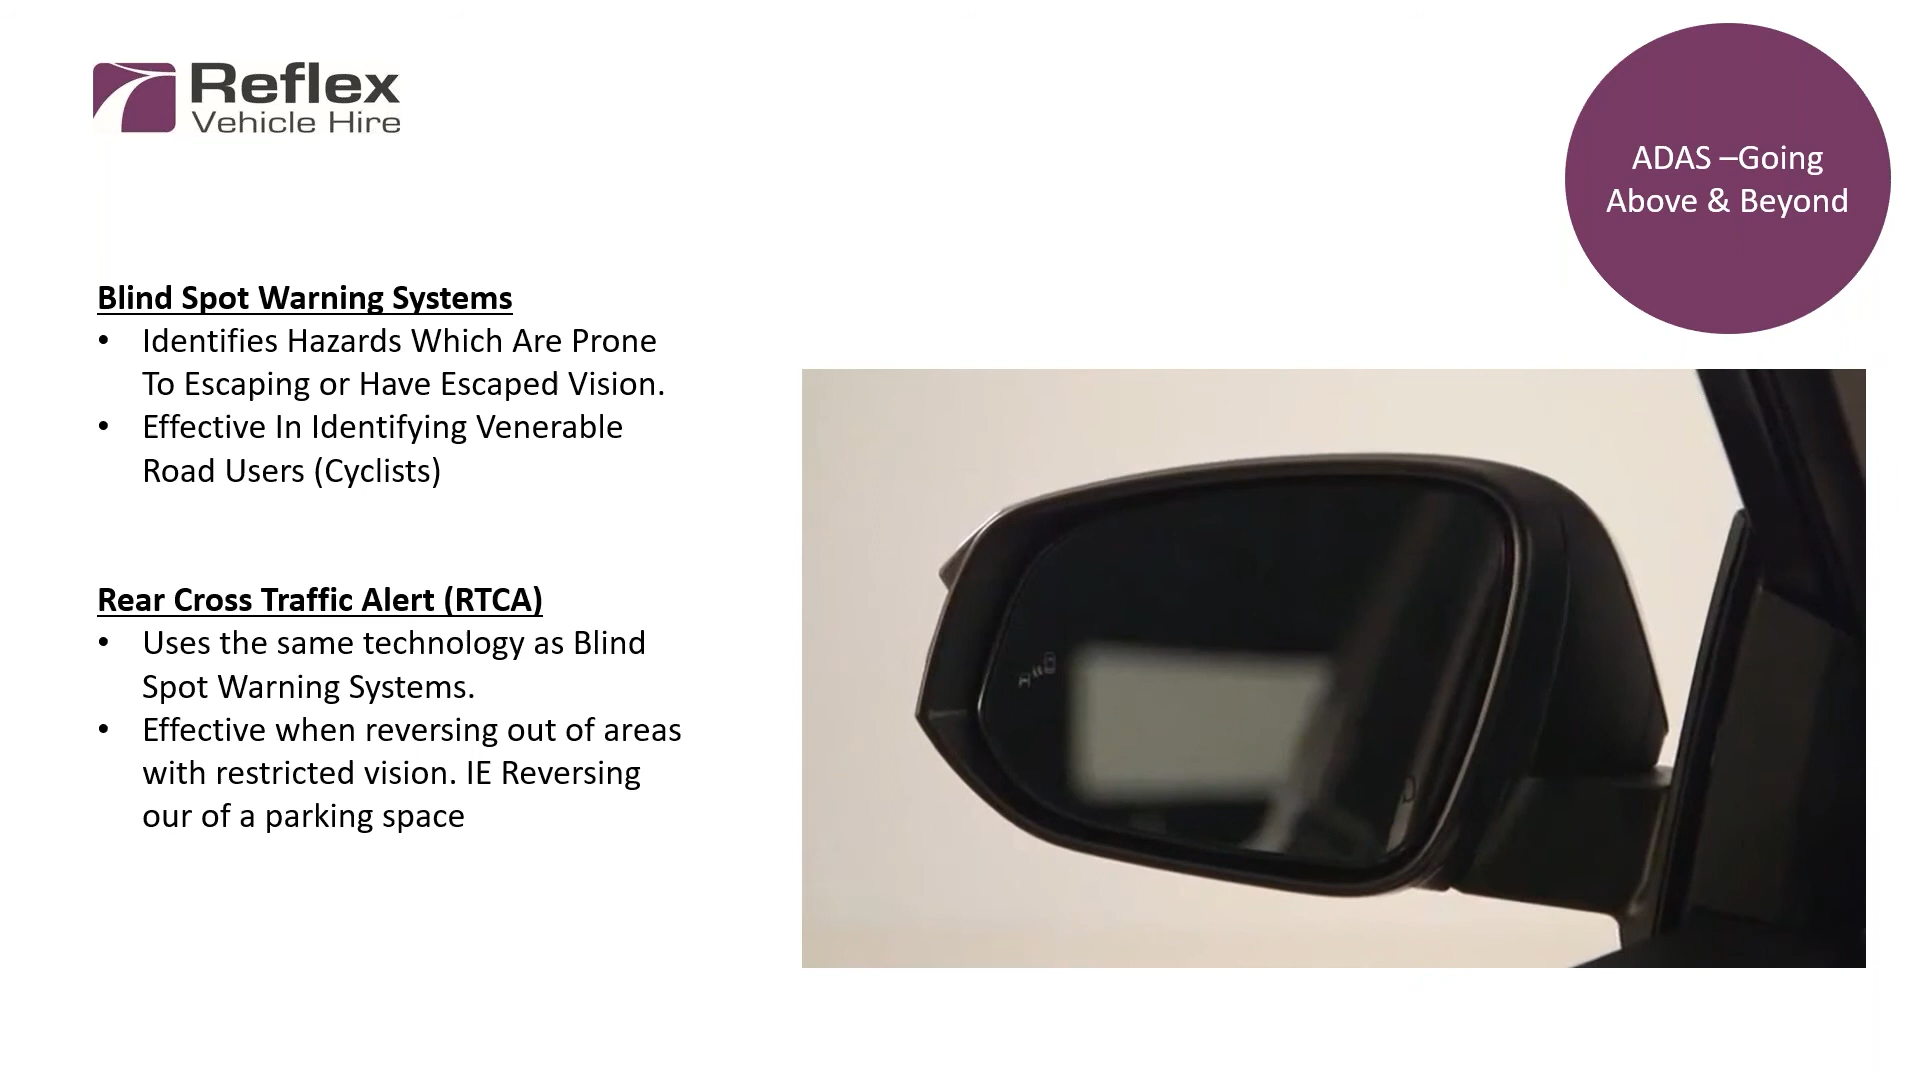 Reflex
Vehicle Hire
ADAS –Going
Above & Beyond
Blind Spot Warning Systems
• Identifies Hazards Which Are Prone
To Escaping or Have Escaped Vision.
• Effective In Identifying Venerable
Road Users (Cyclists)
Rear Cross Traffic Alert (RTCA)
• Uses the same technology as Blind
Spot Warning Systems.
• Effective when reversing out of areas
with restricted vision. IE Reversing
our of a parking space